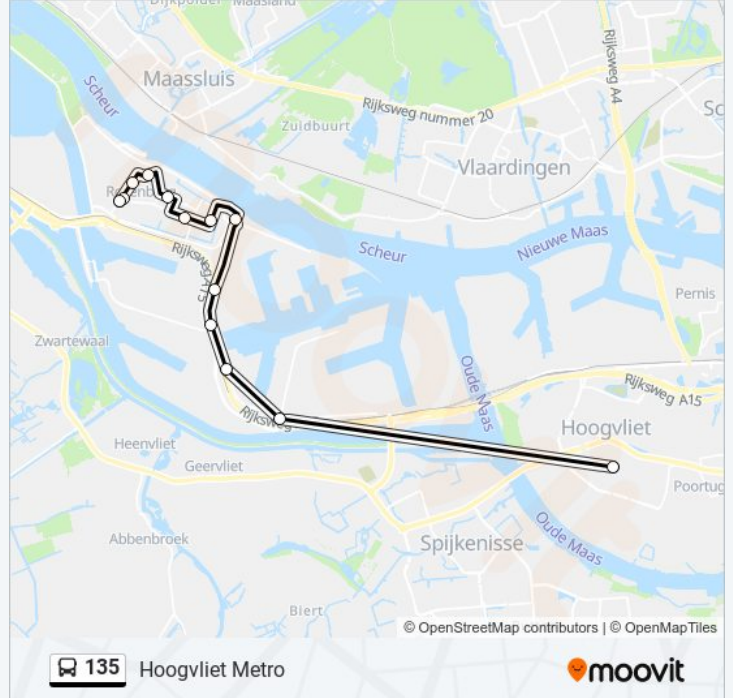 Dijkpolder
Maasland
Maassluis
Rijksweg A4
Scheur
Rijksweg nummer 20
Zuidbuurt
Vlaardingen
Rijksweg A15
Scheur
Nieuwe Maas
Pernis
Zwartewaal
Oude Maas
Rijksweg A15
Rijksweg
Hoogvliet
Heenvliet
Geervliet
Poortug
Abbenbroek
Spijkenisse
Oude Maas
Biert
© OpenStreetMap contributors | © OpenMapTiles
135 Hoogvliet Metro
moovit